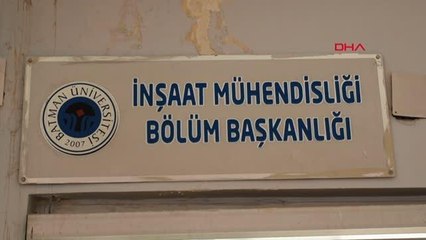 DHA
İNŞAAT MÜHENDİSLİĞİ
BÖLÜM BAŞKANLIĞI
BATMAN ÜNİVERSİTESİ
2007